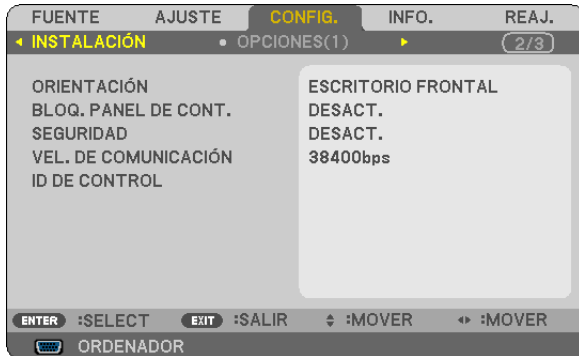 FUENTE AJUSTE CONFIG. INFO. REAJ.
INSTALACIÓN • OPCIONES(1) 2/3
ORIENTACIÓN ESCRITORIO FRONTAL
BLOQ. PANEL DE CONT. DESACT.
SEGURIDAD DESACT.
VEL. DE COMUNICACIÓN 38400bps
ID DE CONTROL
ENTER :SELECT EXIT :SALIR :MOVER :MOVER
ORDENADOR